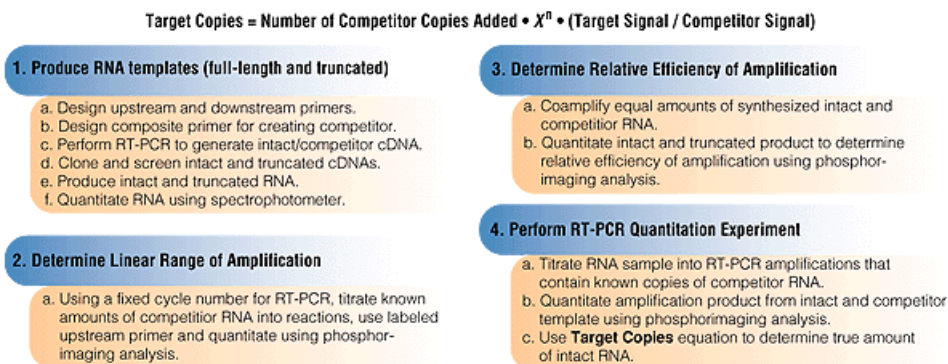 Target Copies = Number of Competitor Copies Added • Xⁿ • (Target Signal / Competitor Signal)
1. Produce RNA templates (full-length and truncated)
a. Design upstream and downstream primers.
b. Design composite primer for creating competitor.
c. Perform RT-PCR to generate intact/competitor cDNA.
d. Clone and screen intact and truncated cDNAs.
e. Produce intact and truncated RNA.
f. Quantitate RNA using spectrophotometer.
2. Determine Linear Range of Amplification
a. Using a fixed cycle number for RT-PCR, titrate known
amounts of competitior RNA into reactions, use labeled
upstream primer and quantitate using phosphor-
imaging analysis.
3. Determine Relative Efficiency of Amplification
a. Coamplify equal amounts of synthesized intact and
competitior RNA.
b. Quantitate intact and truncated product to determine
relative efficiency of amplification using phosphor-
imaging analysis.
4. Perform RT-PCR Quantitation Experiment
a. Titrate RNA sample into RT-PCR amplifications that
contain known copies of competitor RNA.
b. Quantitate amplification product from intact and competitor
template using phosphorimaging analysis.
c. Use Target Copies equation to determine true amount
of intact RNA.